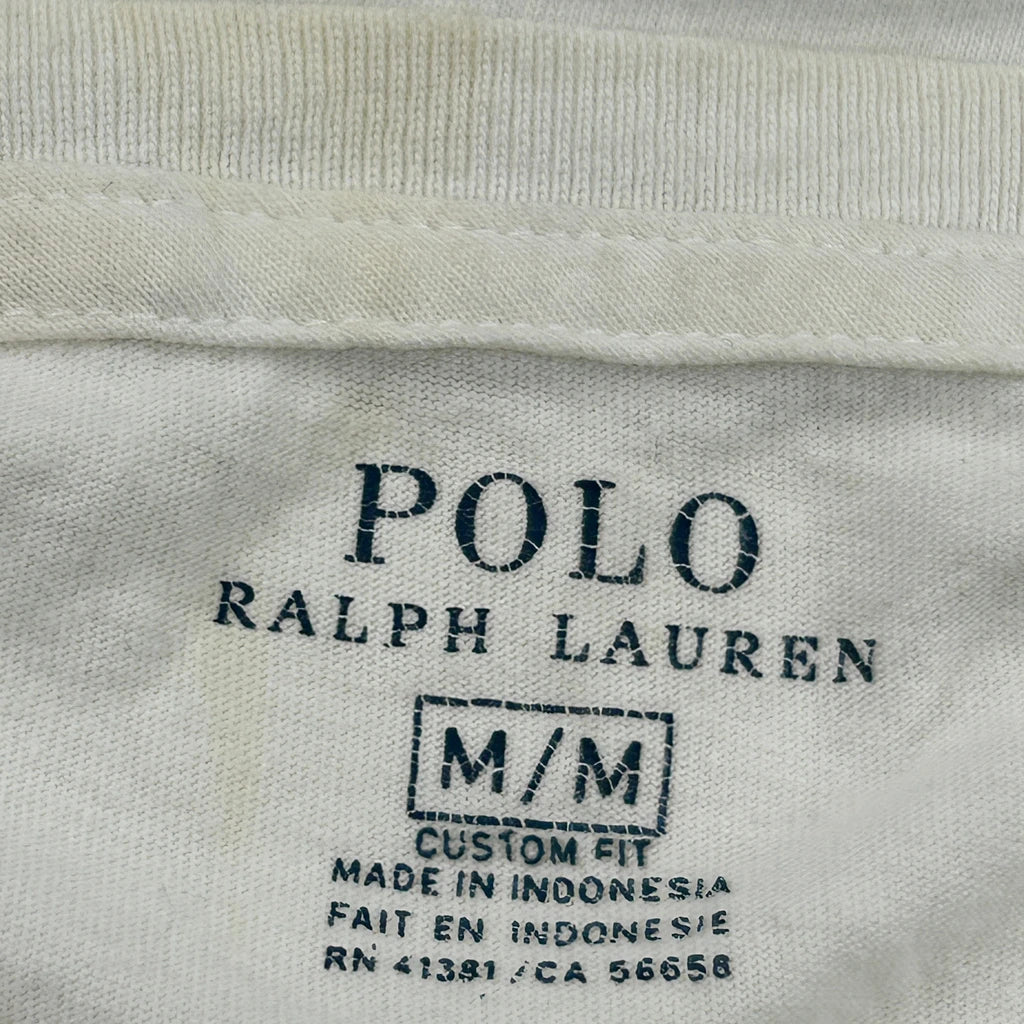 POLO
RALPH LAUREN
M/M
CUSTOM FIT
MADE IN INDONESIA
FAIT EN INDONESIE
RN 41381 /CA 56658